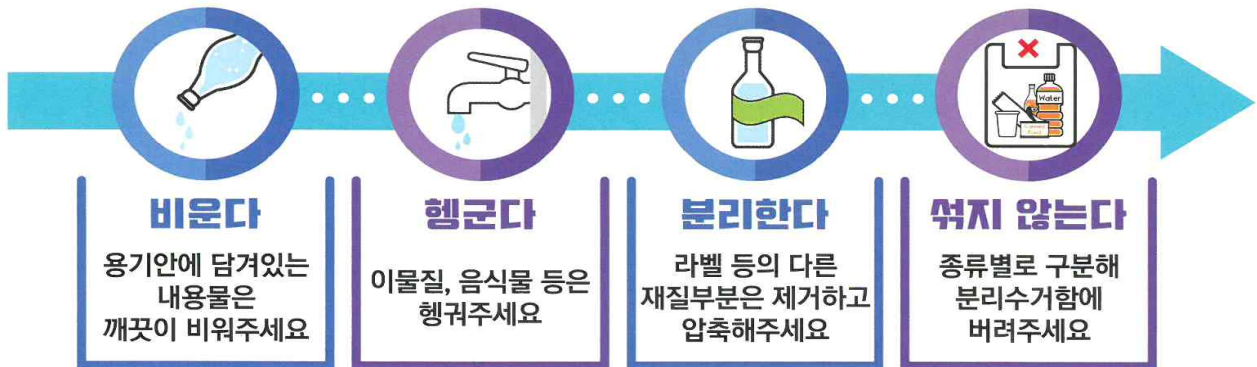 비운다
용기안에 담겨있는
내용물은
깨끗이 비워주세요
헹군다
이물질, 음식물 등은
헹궈주세요
분리한다
라벨 등의 다른
재질부분은 제거하고
압축해주세요
Water
섞지 않는다
종류별로 구분해
분리수거함에
버려주세요